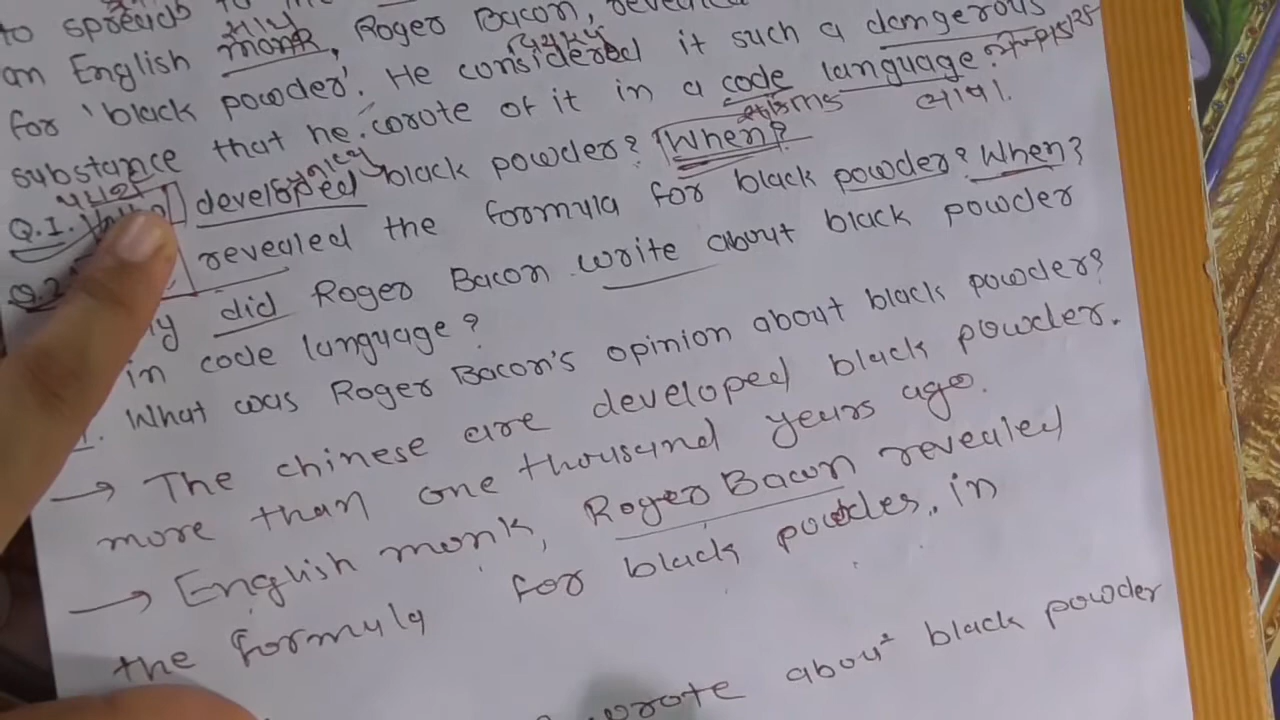 to spreads to
an English monk, Roger Bacon, revealed
for 'black powder'. He considered it such a dangerous
substance that he wrote of it in a code language.
Q.1. developed black powder? When?
Q.2 revealed the formula for black powder? When?
did Roger Bacon write about black powder
in code language?
What was Roger Bacon's opinion about black powder?
→ The chinese are developed black powder.
more than one thousand years ago.
→ English monk, Roger Bacon revealed
the formula for black powder. in
wrote about black powder